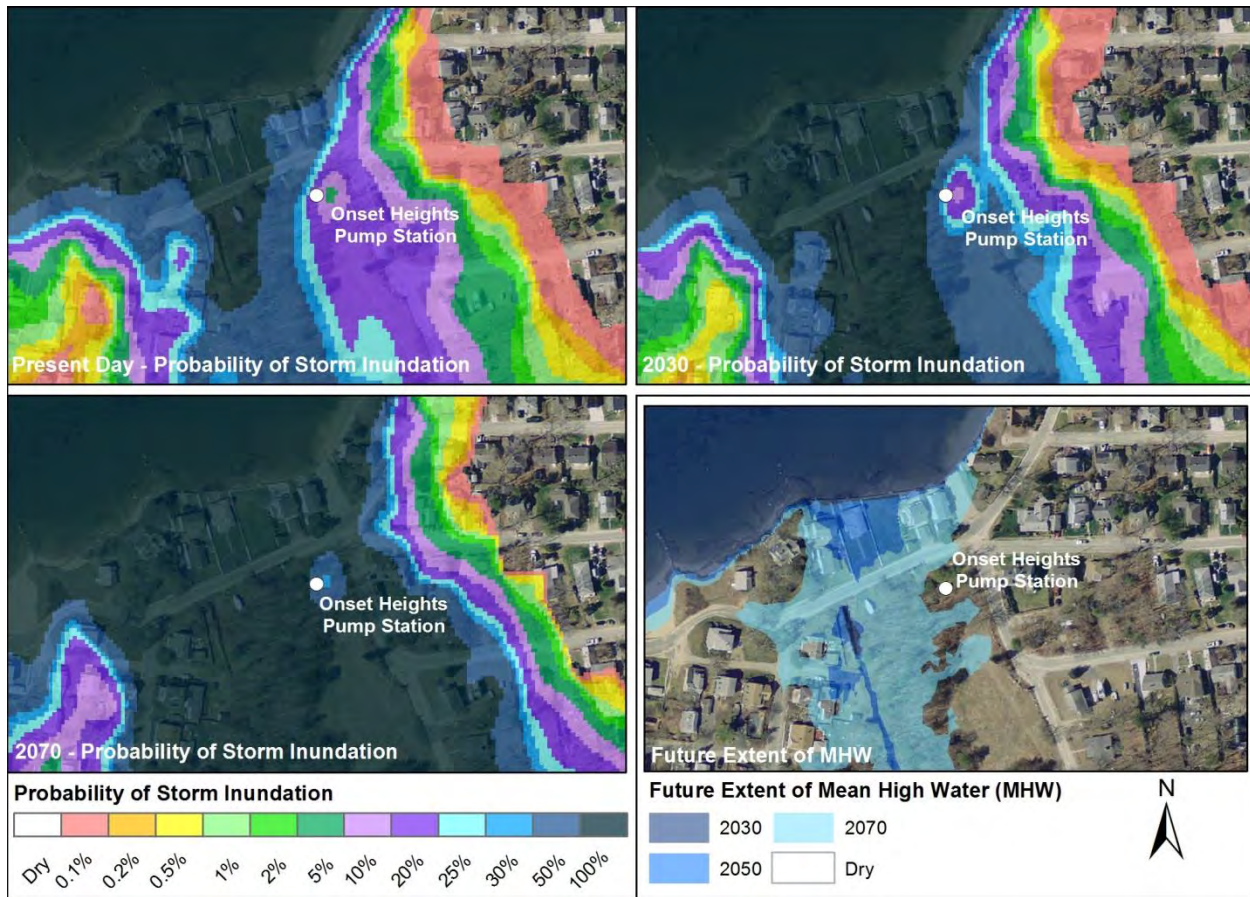 Onset Heights
Pump Station
Present Day - Probability of Storm Inundation
Onset Heights
Pump Station
2030 - Probability of Storm Inundation
Onset Heights
Pump Station
2070 - Probability of Storm Inundation
Onset Heights
Pump Station
Future Extent of MHW
Probability of Storm Inundation
Dry 0.1% 0.2% 0.5% 1% 2% 5% 10% 20% 25% 30% 50% 100%
Future Extent of Mean High Water (MHW)
2030 2070
2050 Dry
N